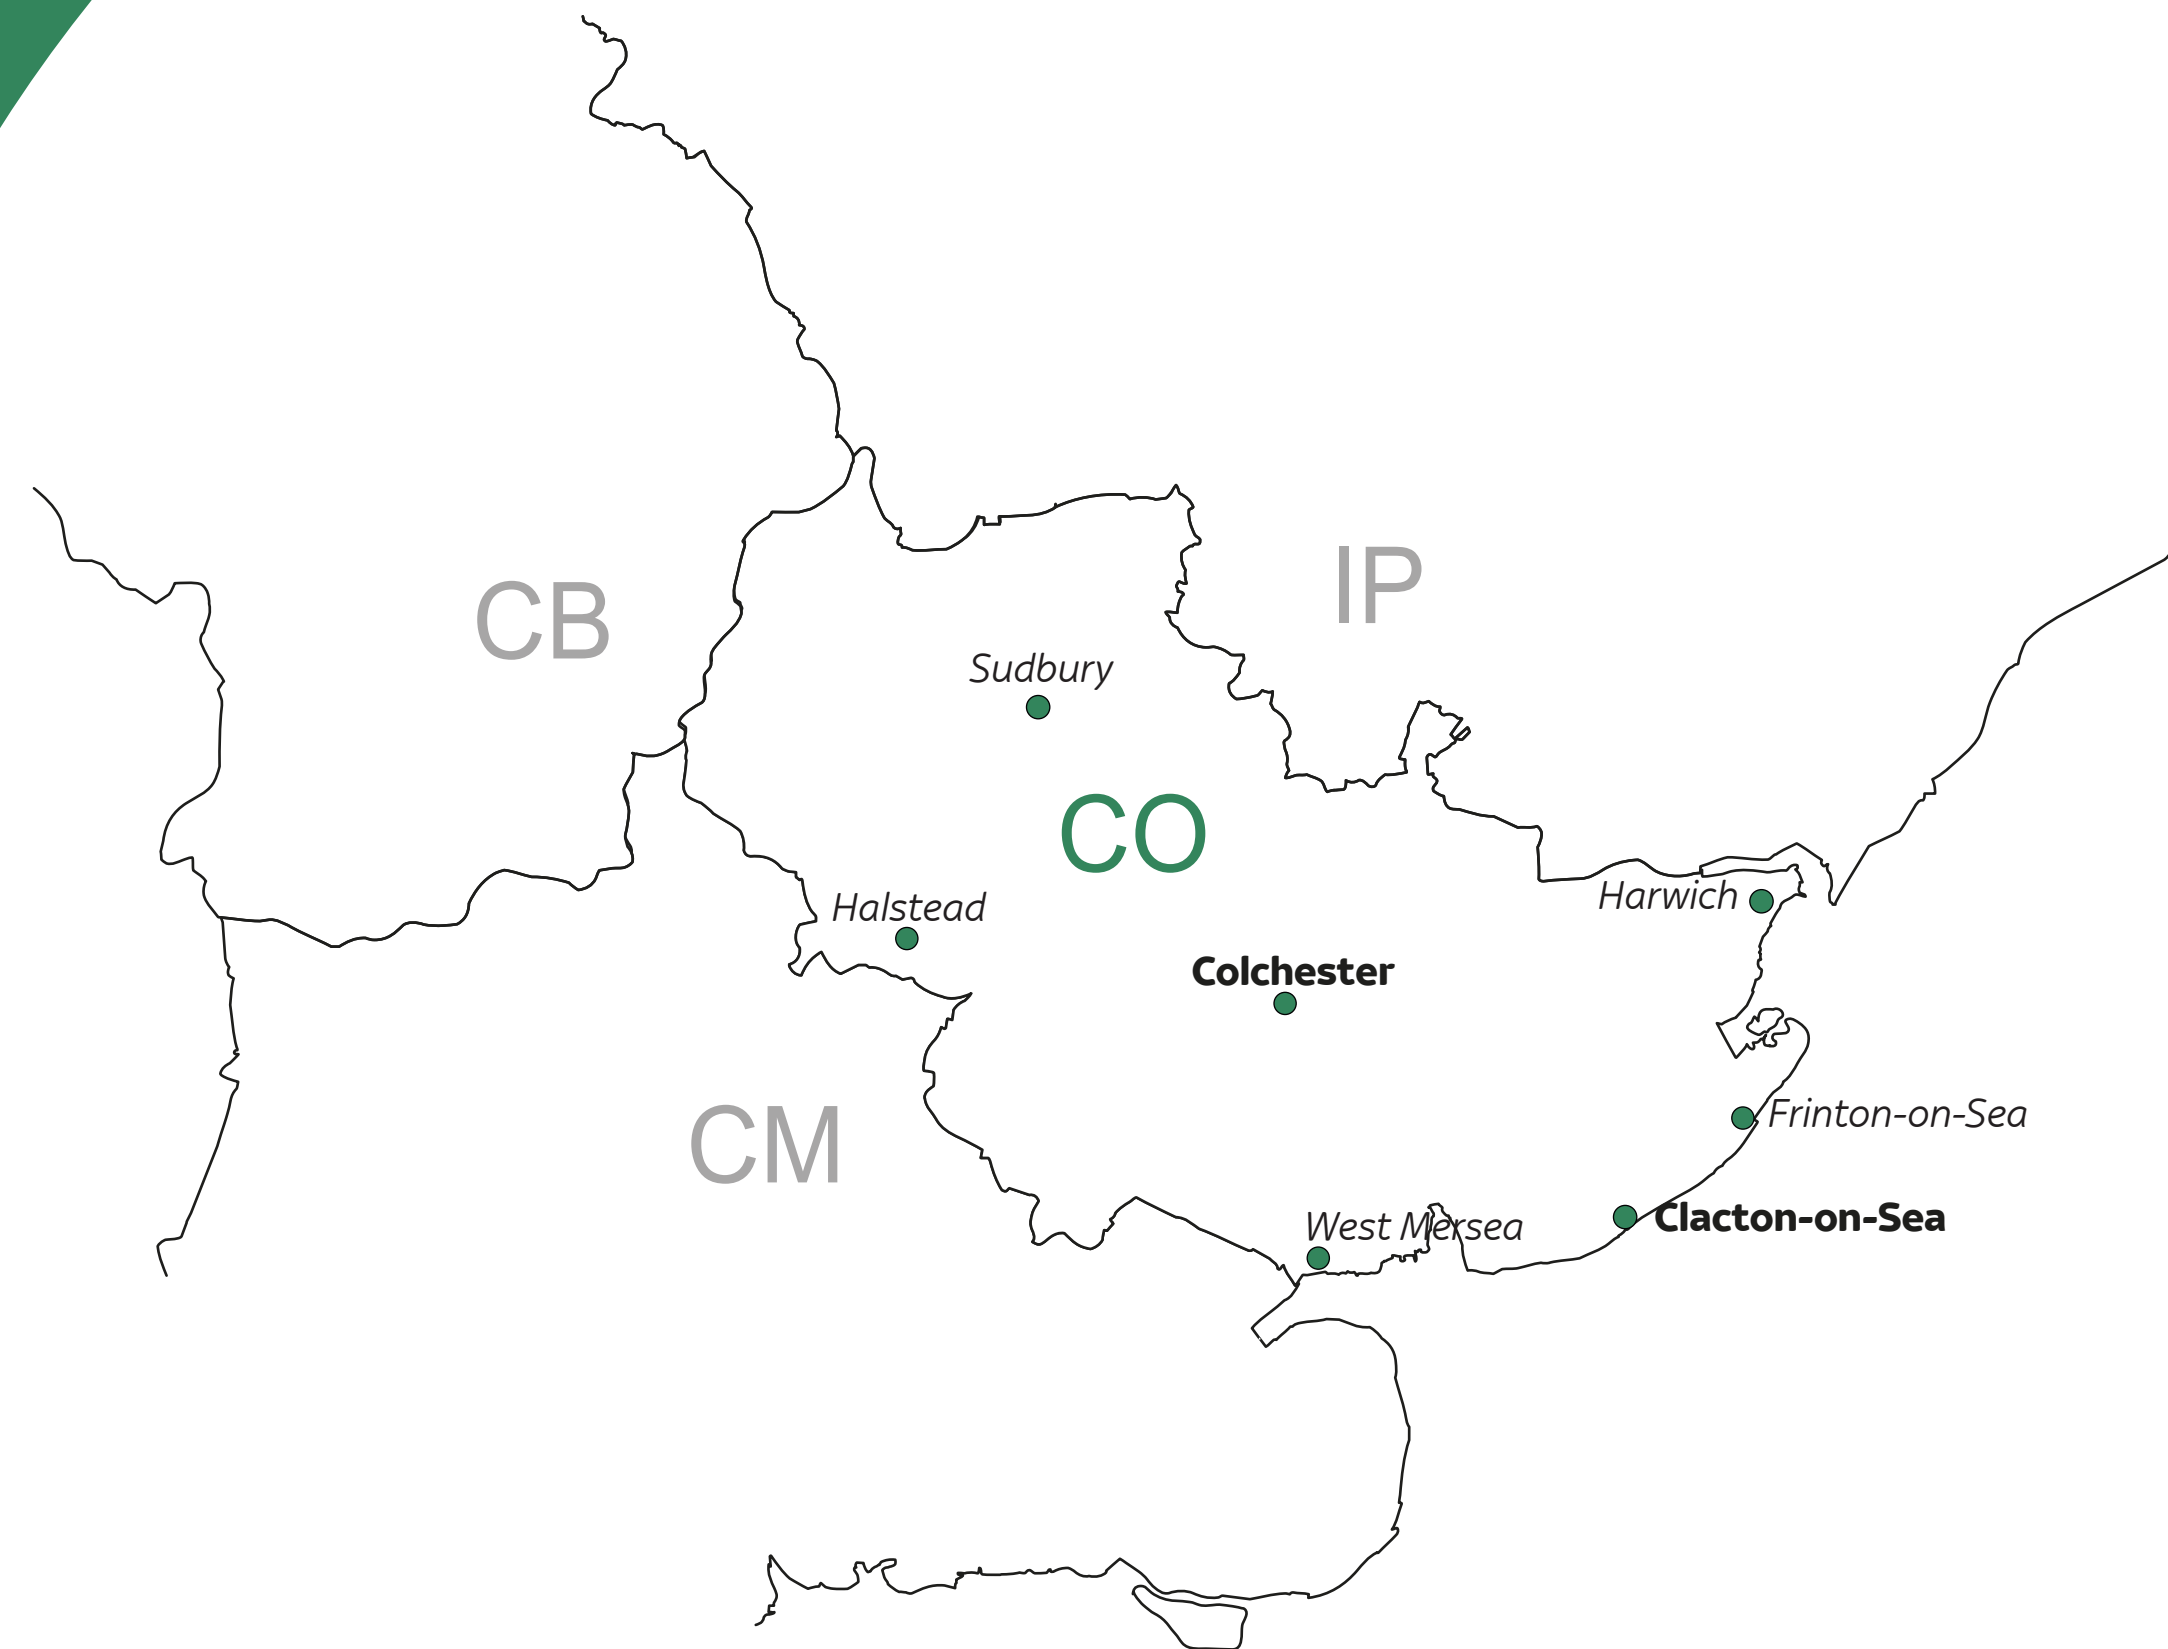 IP
CB
Sudbury
CO
Harwich
Halstead
Colchester
Frinton-on-Sea
CM
Clacton-on-Sea
West Mersea